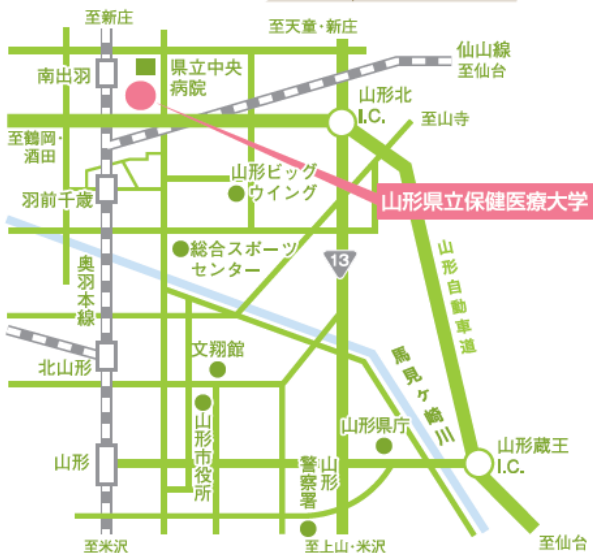 至新庄
至天童・新庄
仙山線
至仙台
南出羽
県立中央
病院
山形北
I.C.
至山寺
至鶴岡・
酒田
山形ビッグ
ウイング
山形県立保健医療大学
羽前千歳
総合スポーツ
センター
13
奥羽本線
山形自動車道
文翔館
馬見ヶ崎川
北山形
山形市役所
山形県庁
山形蔵王
I.C.
山形
山形
警察署
至米沢
至上山・米沢
至仙台